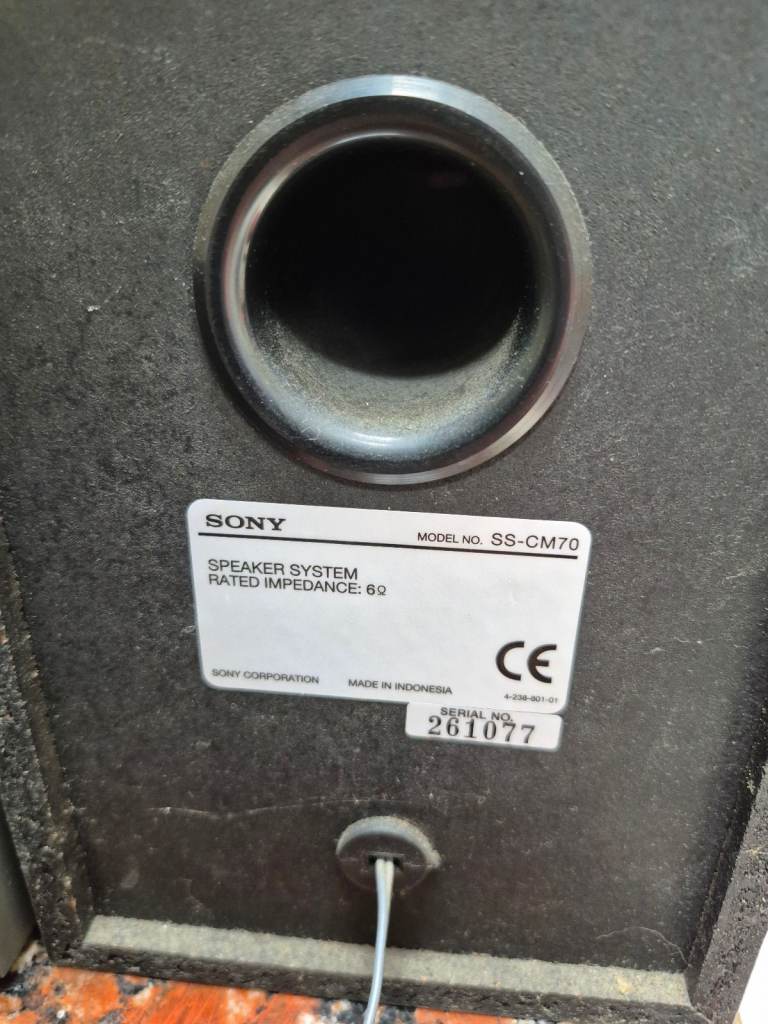 SONY
MODEL NO. SS-CM70
SPEAKER SYSTEM
RATED IMPEDANCE: 6Ω
CE
SONY CORPORATION MADE IN INDONESIA
4-238-801-01
SERIAL NO.
261077